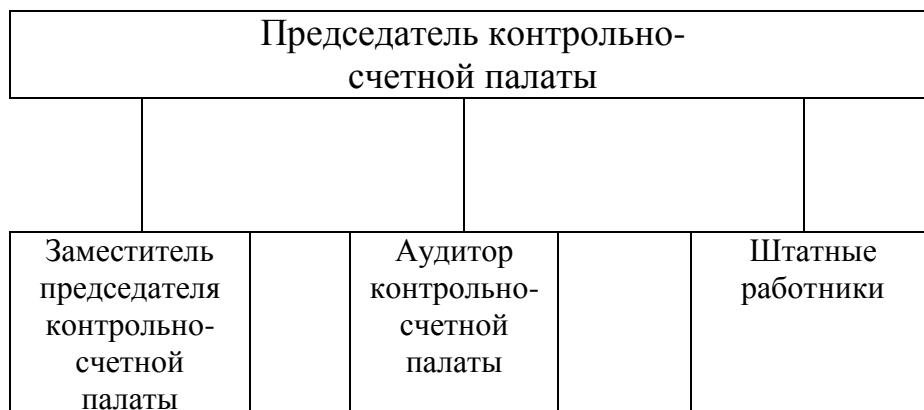 Председатель контрольно-
счетной палаты
Заместитель
председателя
контрольно-
счетной
палаты
Аудитор
контрольно-
счетной
палаты
Штатные
работники